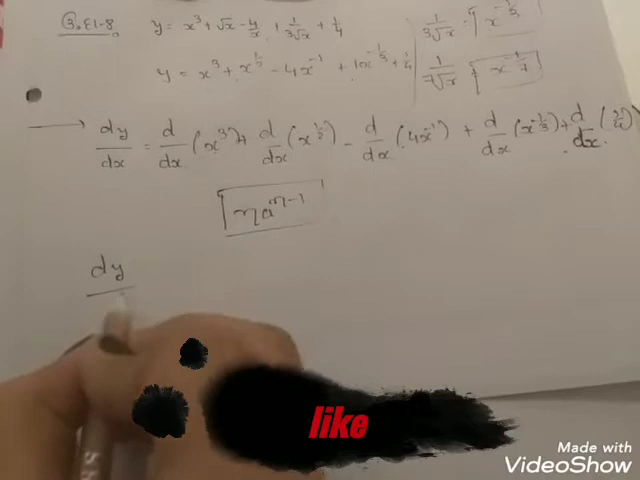 Q.E1-8. y = x³ + √x - 4/x + 1/3√x + 1/4
1/3√x = x^-1/3
y = x³ + x^1/2 - 4x^-1 + 1x^-1/3 + 1/4
1/7√x = x^-1/7
→ dy/dx = d/dx (x³) + d/dx (x^1/2) - d/dx (4x^-1) + d/dx (x^-1/3) + d/dx (1/4)
dy
like
Made with
VideoShow